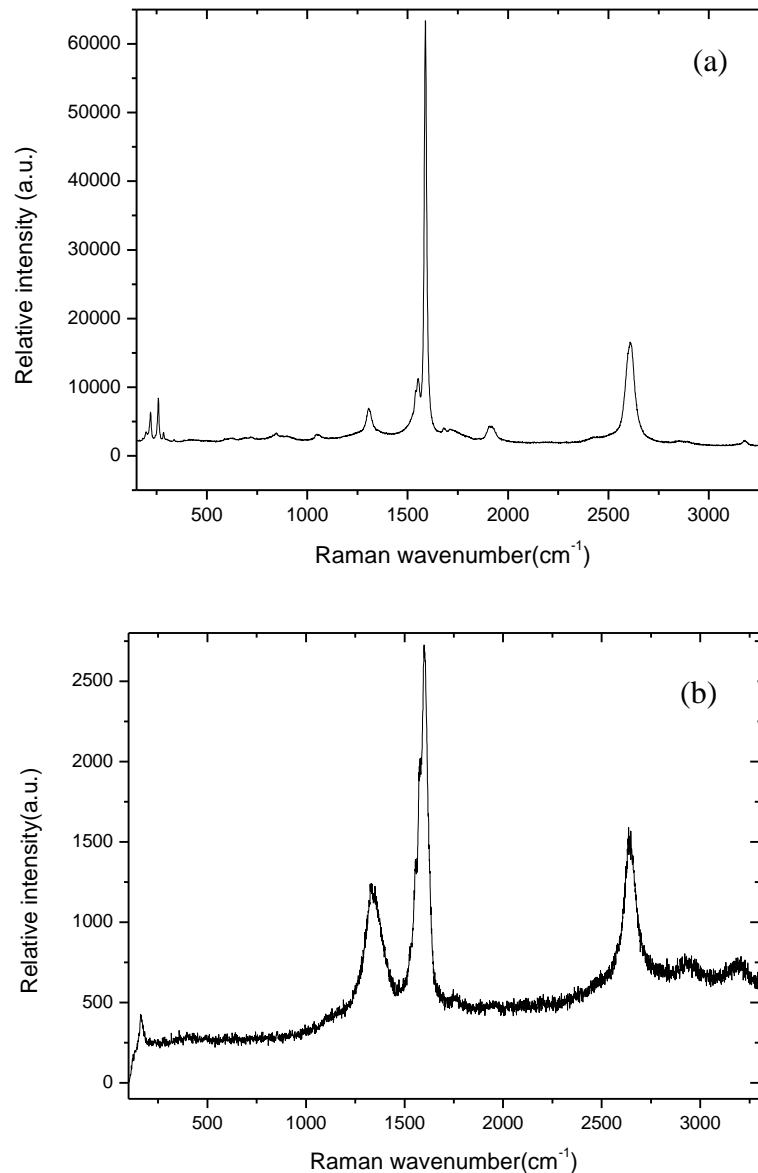 (a)
60000
50000
40000
30000
20000
10000
0
Relative intensity (a.u.)
500 1000 1500 2000 2500 3000
Raman wavenumber(cm-1)
(b)
2500
2000
1500
1000
500
0
Relative intensity(a.u.)
500 1000 1500 2000 2500 3000
Raman wavenumber(cm-1)